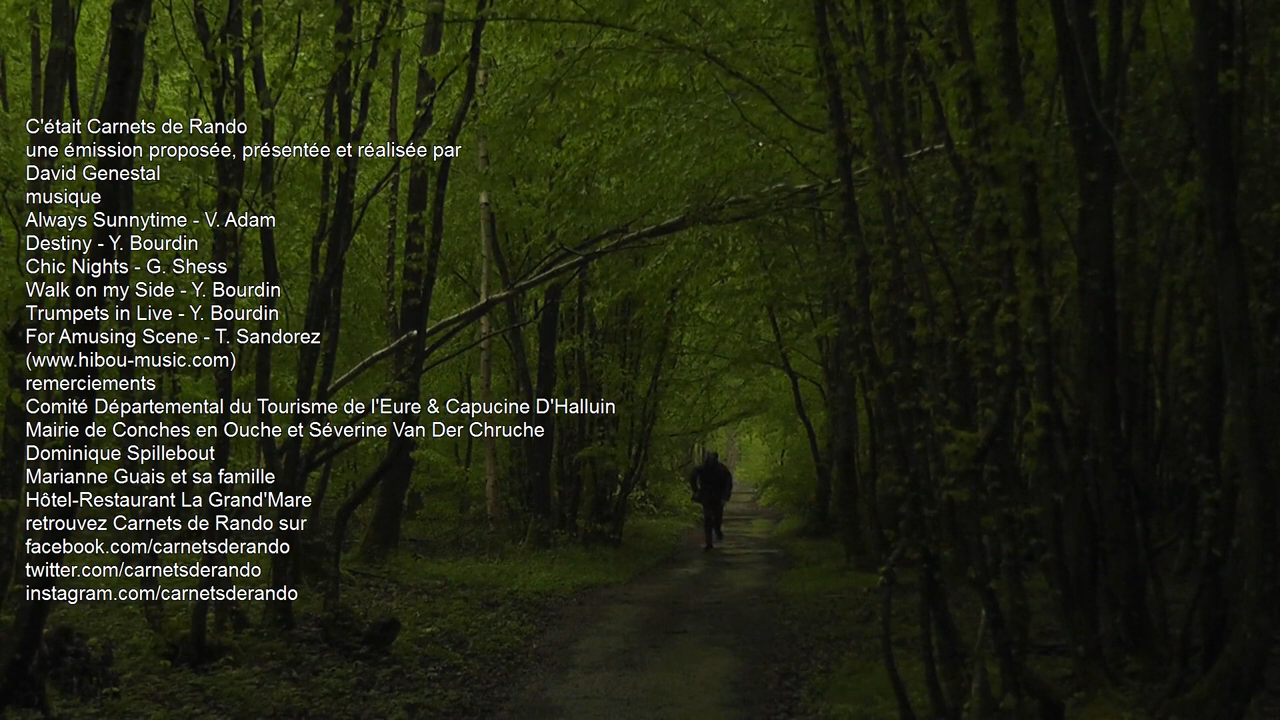 C'était Carnets de Rando
une émission proposée, présentée et réalisée par
David Genestal
musique
Always Sunnytime - V. Adam
Destiny - Y. Bourdin
Chic Nights - G. Shess
Walk on my Side - Y. Bourdin
Trumpets in Live - Y. Bourdin
For Amusing Scene - T. Sandorez
(www.hibou-music.com)
remerciements
Comité Départemental du Tourisme de l'Eure & Capucine D'Halluin
Mairie de Conches en Ouche et Séverine Van Der Chruche
Dominique Spillebout
Marianne Guais et sa famille
Hôtel-Restaurant La Grand'Mare
retrouvez Carnets de Rando sur
facebook.com/carnetsderando
twitter.com/carnetsderando
instagram.com/carnetsderando